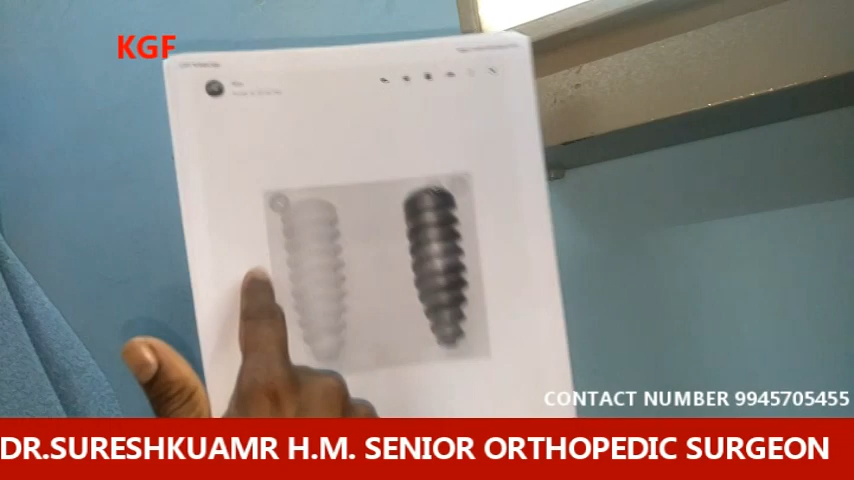 KGF
CONTACT NUMBER 9945705455
DR.SURESHKUAMR H.M. SENIOR ORTHOPEDIC SURGEON